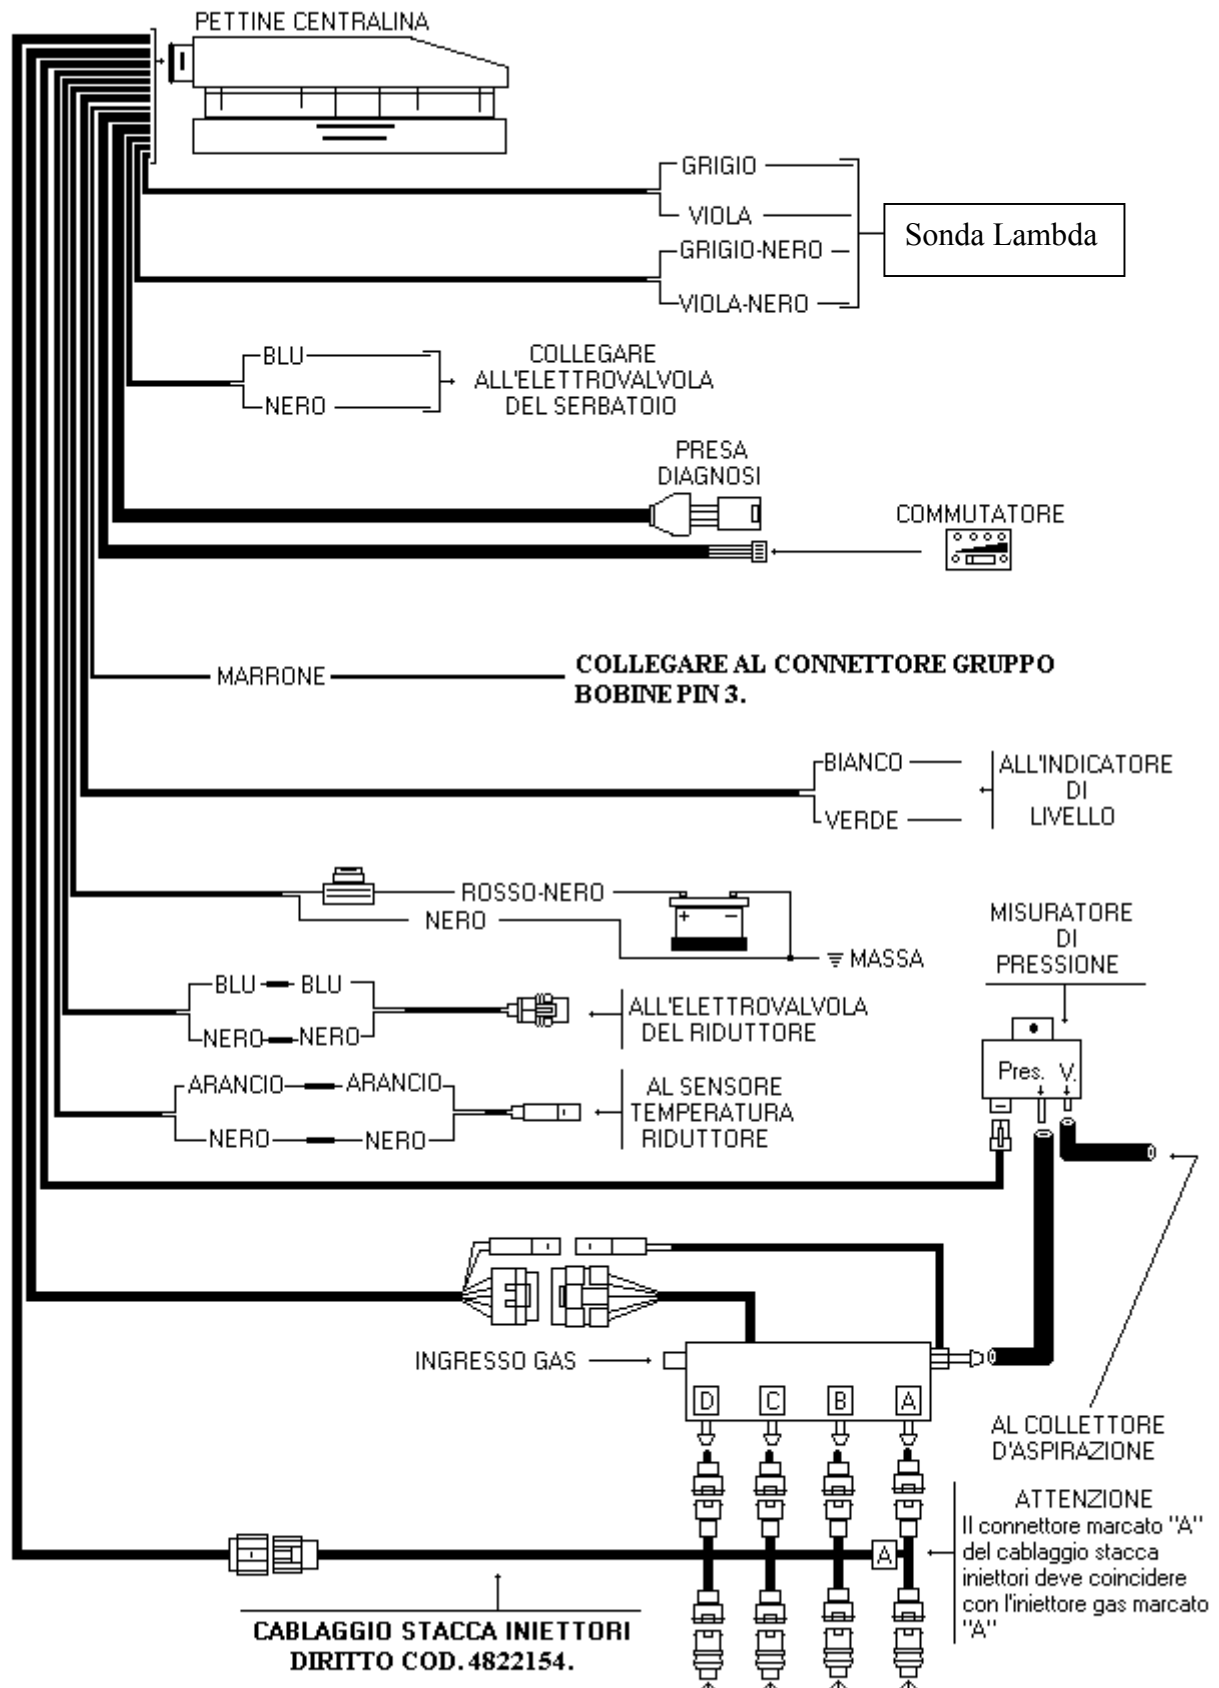 PETTINE CENTRALINA
GRIGIO
VIOLA
GRIGIO-NERO
VIOLA-NERO
Sonda Lambda
BLU
NERO
COLLEGARE
ALL'ELETTROVALVOLA
DEL SERBATOIO
PRESA
DIAGNOSI
COMMUTATORE
MARRONE
COLLEGARE AL CONNETTORE GRUPPO
BOBINE PIN 3.
BIANCO
VERDE
ALL'INDICATORE
DI
LIVELLO
ROSSO-NERO
NERO
+ −
MASSA
MISURATORE
DI
PRESSIONE
Pres. V.
BLU BLU
NERO NERO
ALL'ELETTROVALVOLA
DEL RIDUTTORE
ARANCIO ARANCIO
NERO NERO
AL SENSORE
TEMPERATURA
RIDUTTORE
INGRESSO GAS
D C B A
AL COLLETTORE
D'ASPIRAZIONE
A
ATTENZIONE
Il connettore marcato "A"
del cablaggio stacca
iniettori deve coincidere
con l'iniettore gas marcato
"A"
CABLAGGIO STACCA INIETTORI
DIRITTO COD. 4822154.